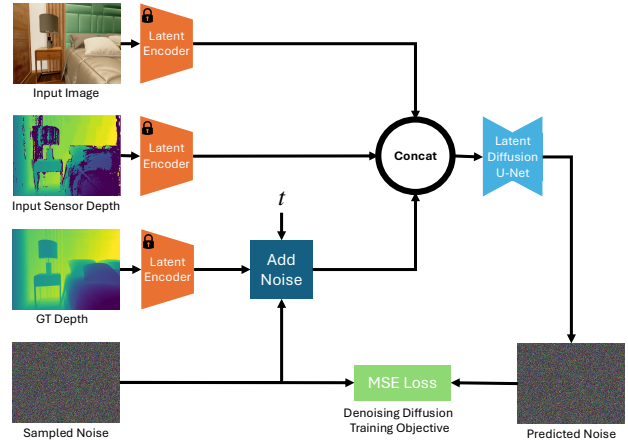 Latent
Encoder
Input Image
Latent
Encoder
Concat
Latent
Diffusion
U-Net
Input Sensor Depth
t
Latent
Encoder
Add
Noise
GT Depth
MSE Loss
Denoising Diffusion
Training Objective
Sampled Noise
Predicted Noise